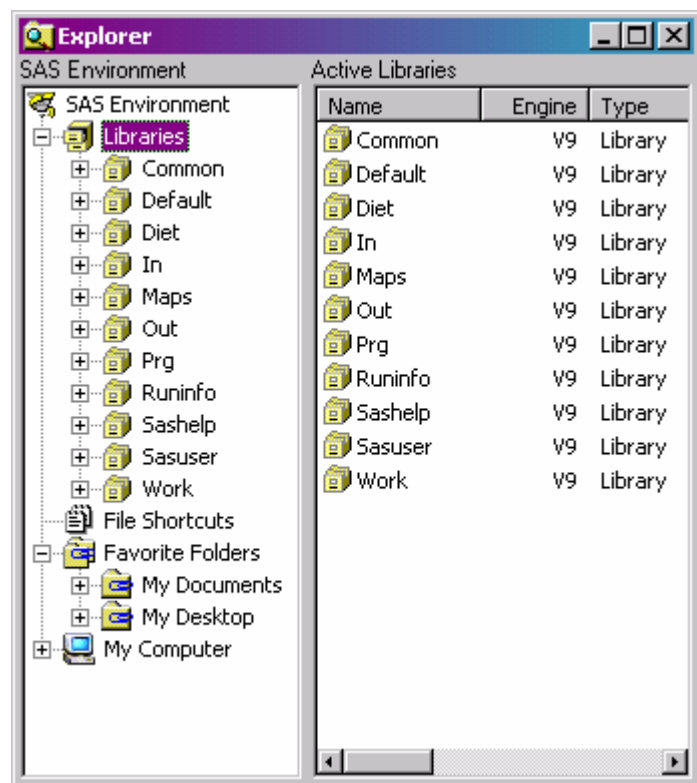 Explorer
SAS Environment
Active Libraries
SAS Environment
Libraries
Common
Default
Diet
In
Maps
Out
Prg
Runinfo
Sashelp
Sasuser
Work
File Shortcuts
Favorite Folders
My Documents
My Desktop
My Computer
Name Engine Type
Common V9 Library
Default V9 Library
Diet V9 Library
In V9 Library
Maps V9 Library
Out V9 Library
Prg V9 Library
Runinfo V9 Library
Sashelp V9 Library
Sasuser V9 Library
Work V9 Library